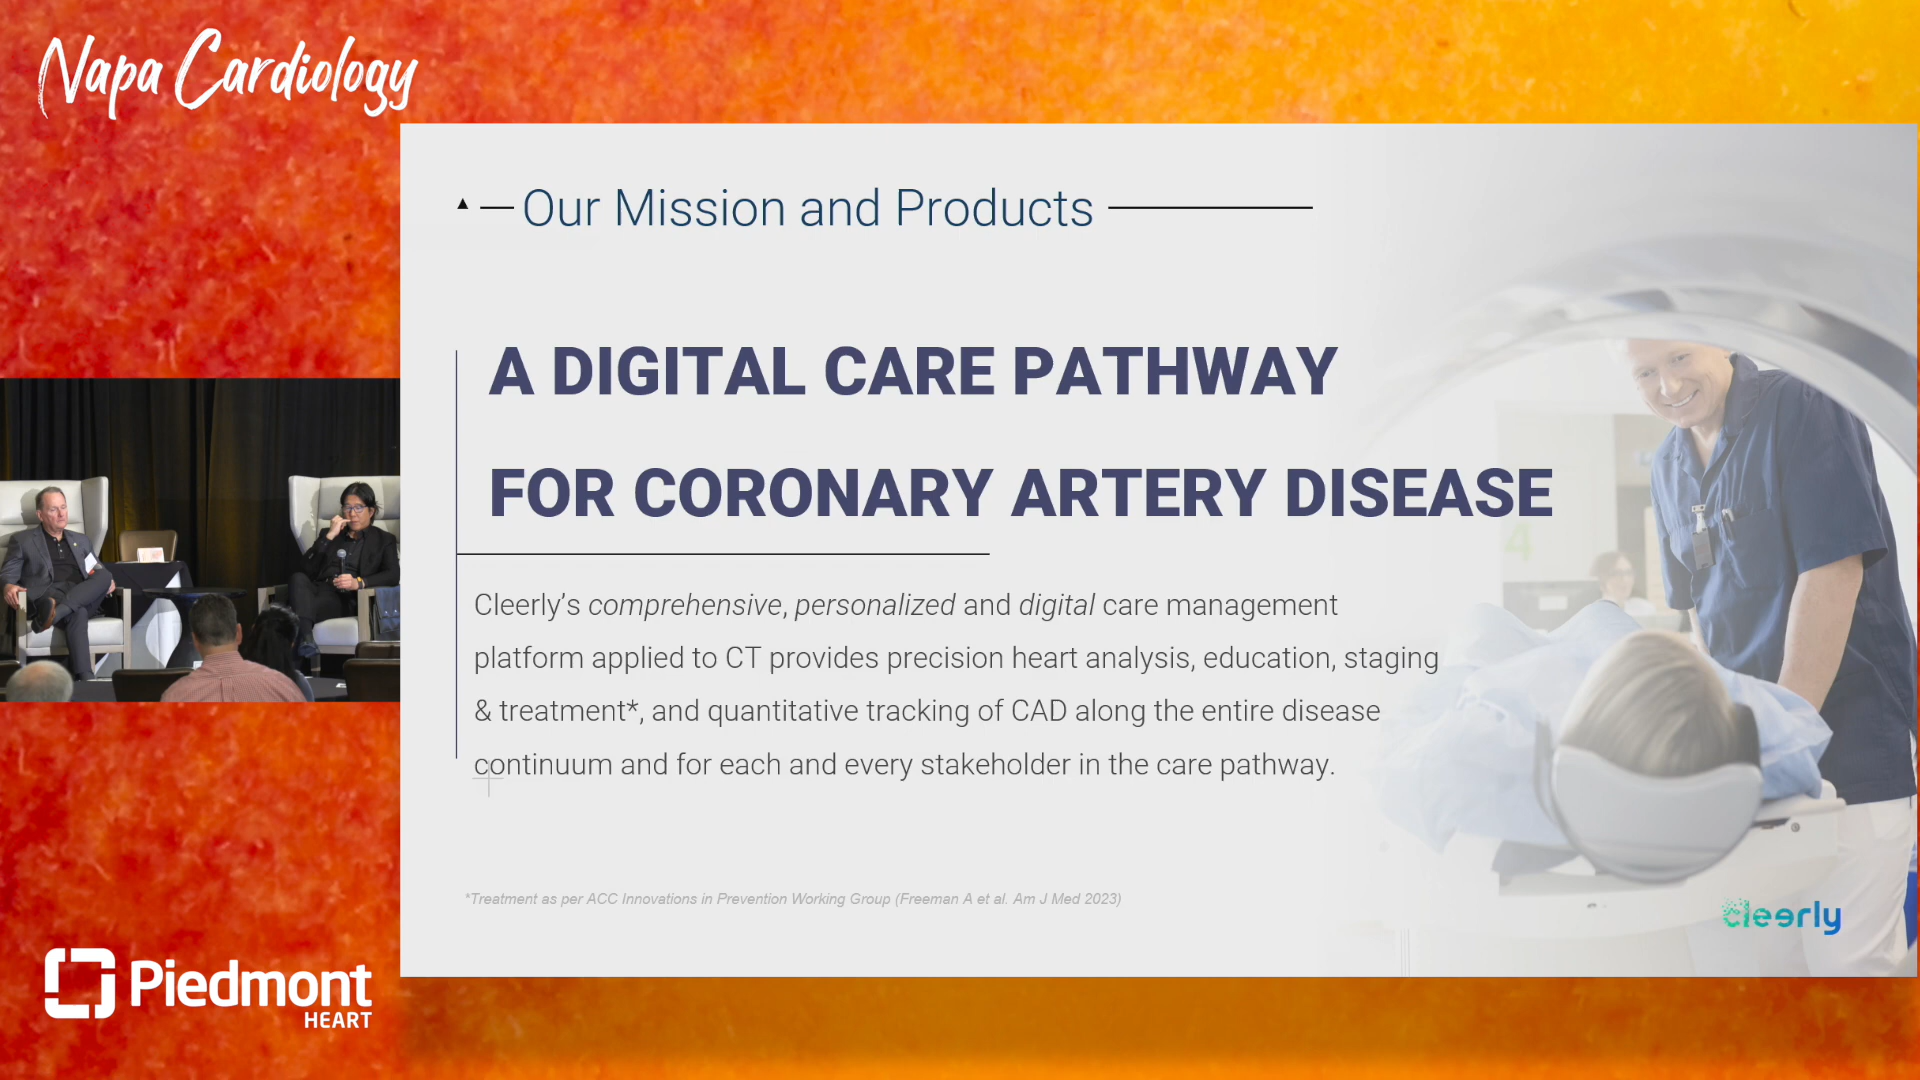 Napa Cardiology
Our Mission and Products
A DIGITAL CARE PATHWAY
FOR CORONARY ARTERY DISEASE
Cleerly’s comprehensive, personalized and digital care management
platform applied to CT provides precision heart analysis, education, staging
& treatment*, and quantitative tracking of CAD along the entire disease
continuum and for each and every stakeholder in the care pathway.
4
*Treatment as per ACC Innovations in Prevention Working Group (Freeman A et al. Am J Med 2023)
cleerly
Piedmont
HEART